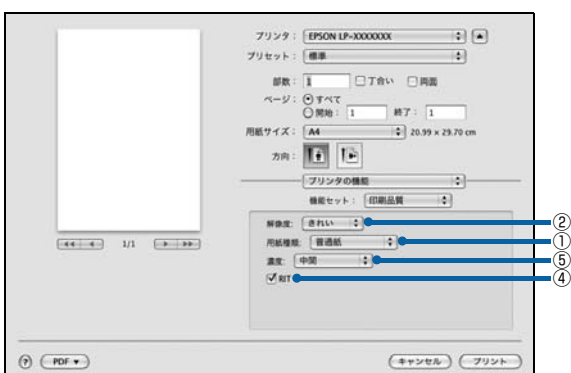 プリンタ： EPSON LP-XXXXXXX
プリセット： 標準
部数： 1 丁合い 両面
ページ： すべて
開始： 1 終了： 1
用紙サイズ： A4 20.99 x 29.70 cm
方向：
プリンタの機能
機能セット： 印刷品質
解像度: きれい ②
用紙種類: 普通紙 ①
濃度: 中間 ⑤
RIT ④
1/1
? PDF キャンセル プリント